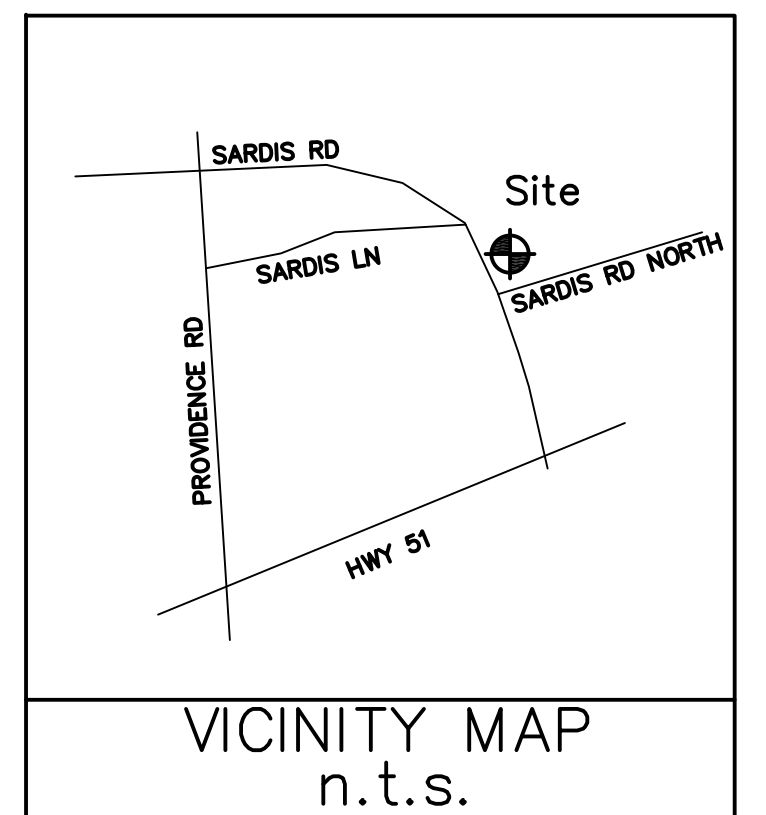 SARDIS RD
Site
SARDIS LN
SARDIS RD NORTH
PROVIDENCE RD
HWY 51
VICINITY MAP
n.t.s.